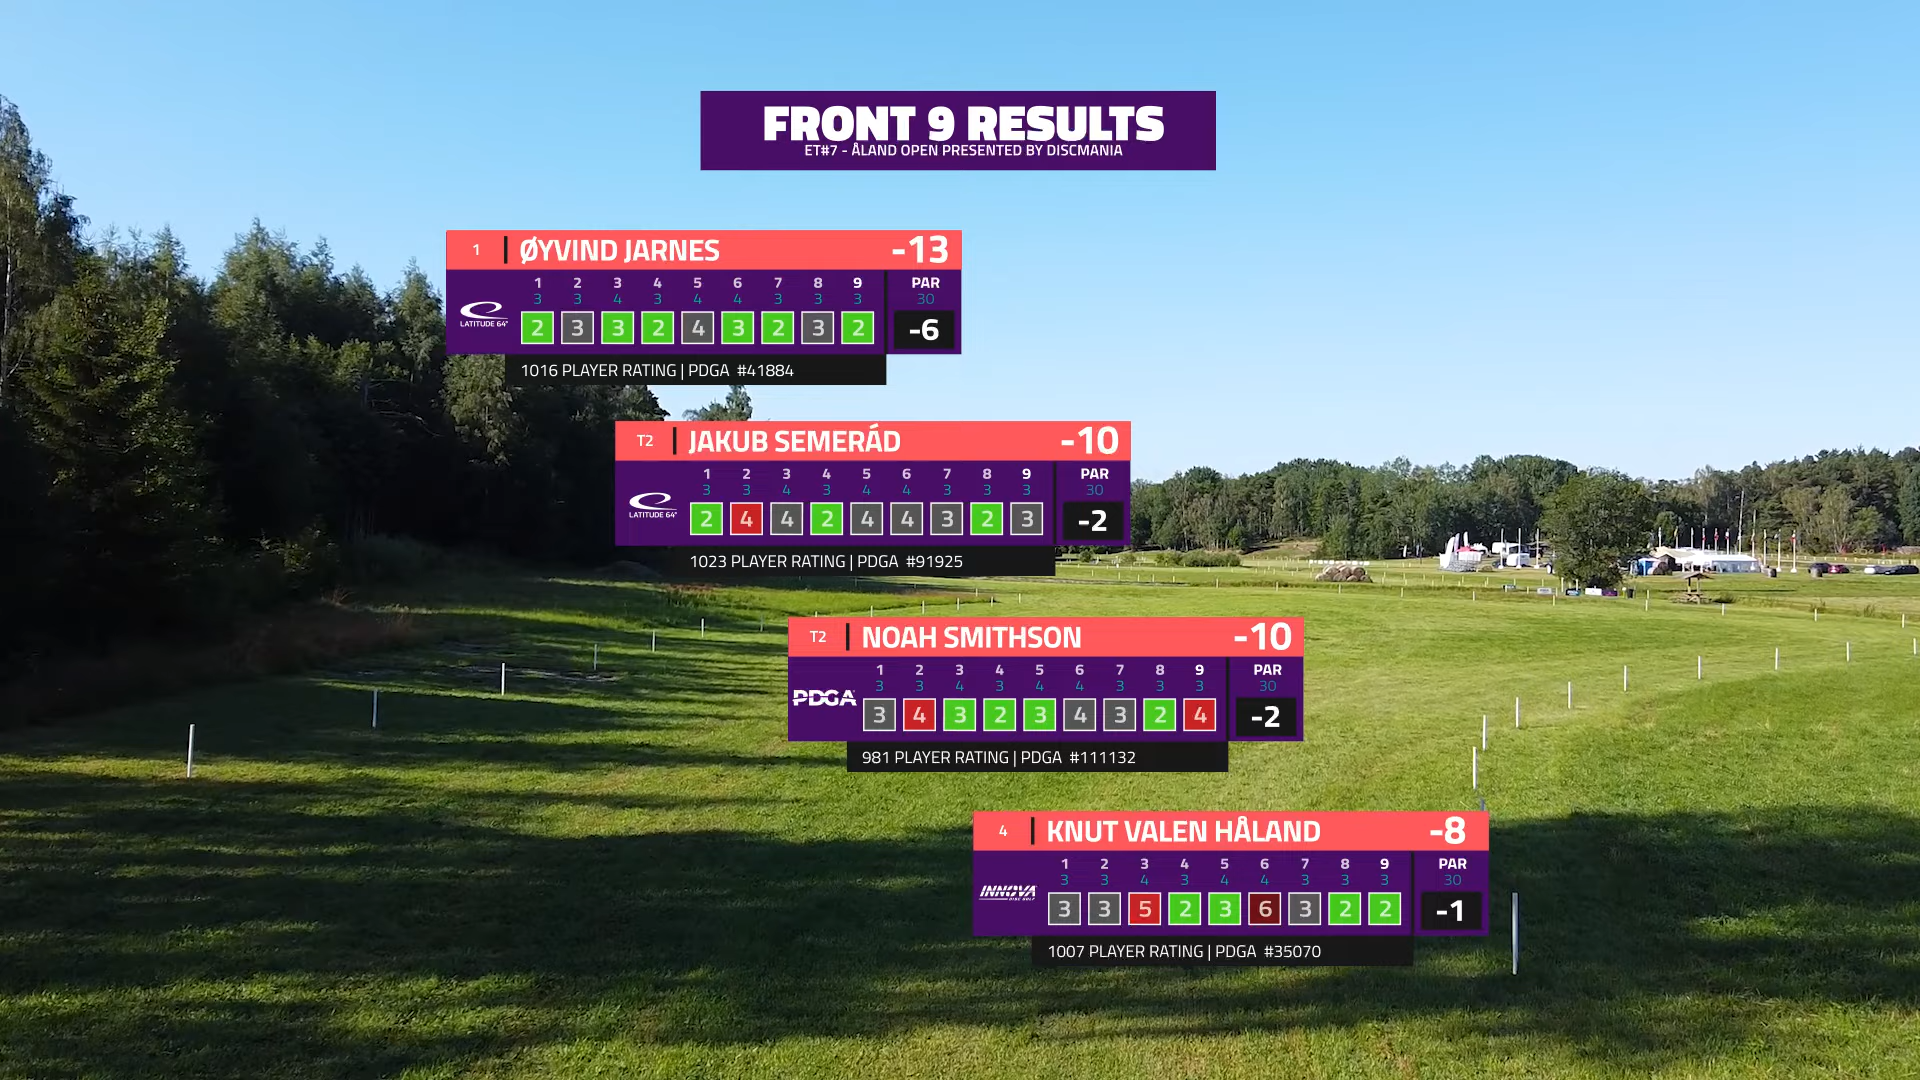 FRONT 9 RESULTS
ET#7 - ÅLAND OPEN PRESENTED BY DISCMANIA
1 ØYVIND JARNES -13
1 2 3 4 5 6 7 8 9 PAR
3 3 4 3 4 4 3 3 3 30
LATITUDE 64° 2 3 3 2 4 3 2 3 2 -6
1016 PLAYER RATING | PDGA #41884
T2 JAKUB SEMERÁD -10
1 2 3 4 5 6 7 8 9 PAR
3 3 4 3 4 4 3 3 3 30
LATITUDE 64° 2 4 4 2 4 4 3 2 3 -2
1023 PLAYER RATING | PDGA #91925
T2 NOAH SMITHSON -10
1 2 3 4 5 6 7 8 9 PAR
3 3 4 3 4 4 3 3 3 30
PDGA 3 4 3 2 3 4 3 2 4 -2
981 PLAYER RATING | PDGA #111132
4 KNUT VALEN HÅLAND -8
1 2 3 4 5 6 7 8 9 PAR
3 3 4 3 4 4 3 3 3 30
INNOVA DISC GOLF 3 3 5 2 3 6 3 2 2 -1
1007 PLAYER RATING | PDGA #35070